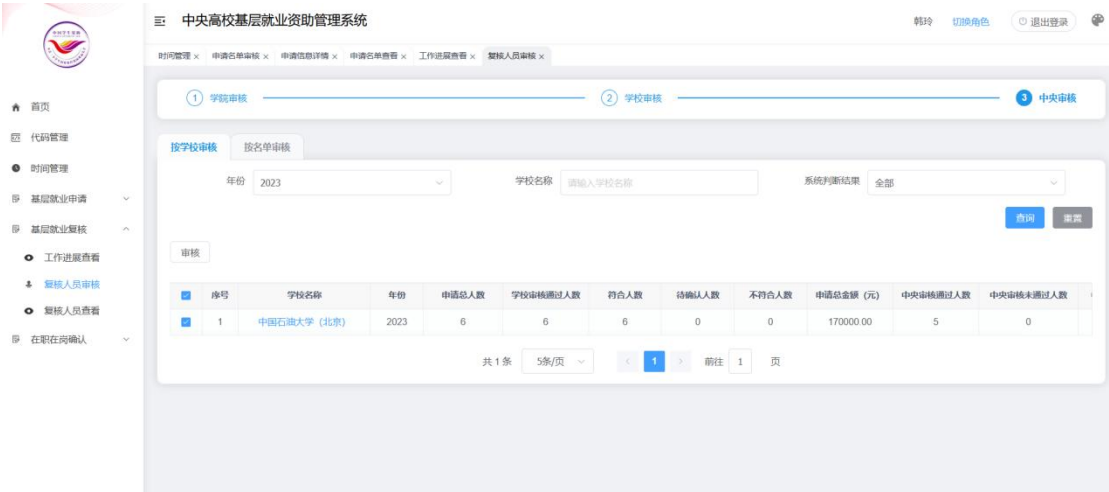 中央高校基层就业资助管理系统
韩玲 切换角色 退出登录
时间管理 × 申请名单审核 × 申请信息详情 × 申请名单查看 × 工作进展查看 × 复核人员审核 ×
首页
代码管理
时间管理
基层就业申请
基层就业复核
工作进展查看
复核人员审核
复核人员查看
在职在岗确认
1 学院审核 2 学校审核 3 中央审核
按学校审核 按名单审核
年份 2023 学校名称 请输入学校名称 系统判断结果 全部
查询 重置
审核
序号 学校名称 年份 申请总人数 学校审核通过人数 符合人数 待确认人数 不符合人数 申请总金额 (元) 中央审核通过人数 中央审核未通过人数
1 中国石油大学 (北京) 2023 6 6 6 0 0 170000.00 5 0
共 1 条 5条/页 < 1 > 前往 1 页